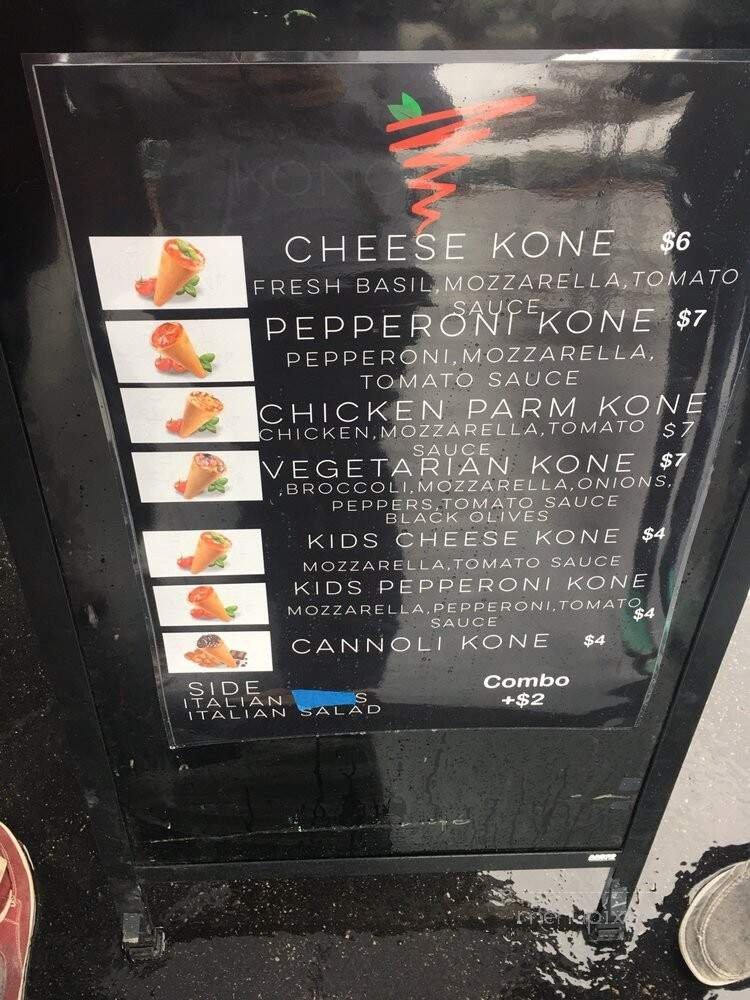 CHEESE KONE $6
FRESH BASIL,MOZZARELLA,TOMATO
SAUCE
PEPPERONI KONE $7
PEPPERONI,MOZZARELLA,
TOMATO SAUCE
CHICKEN PARM KONE
CHICKEN,MOZZARELLA,TOMATO $7
SAUCE
VEGETARIAN KONE $7
,BROCCOLI,MOZZARELLA,ONIONS,
PEPPERS,TOMATO SAUCE
BLACK OLIVES
KIDS CHEESE KONE $4
MOZZARELLA,TOMATO SAUCE
KIDS PEPPERONI KONE
MOZZARELLA,PEPPERONI,TOMATO
SAUCE $4
CANNOLI KONE $4
SIDE
ITALIAN
ITALIAN SALAD
Combo
+$2
menupix